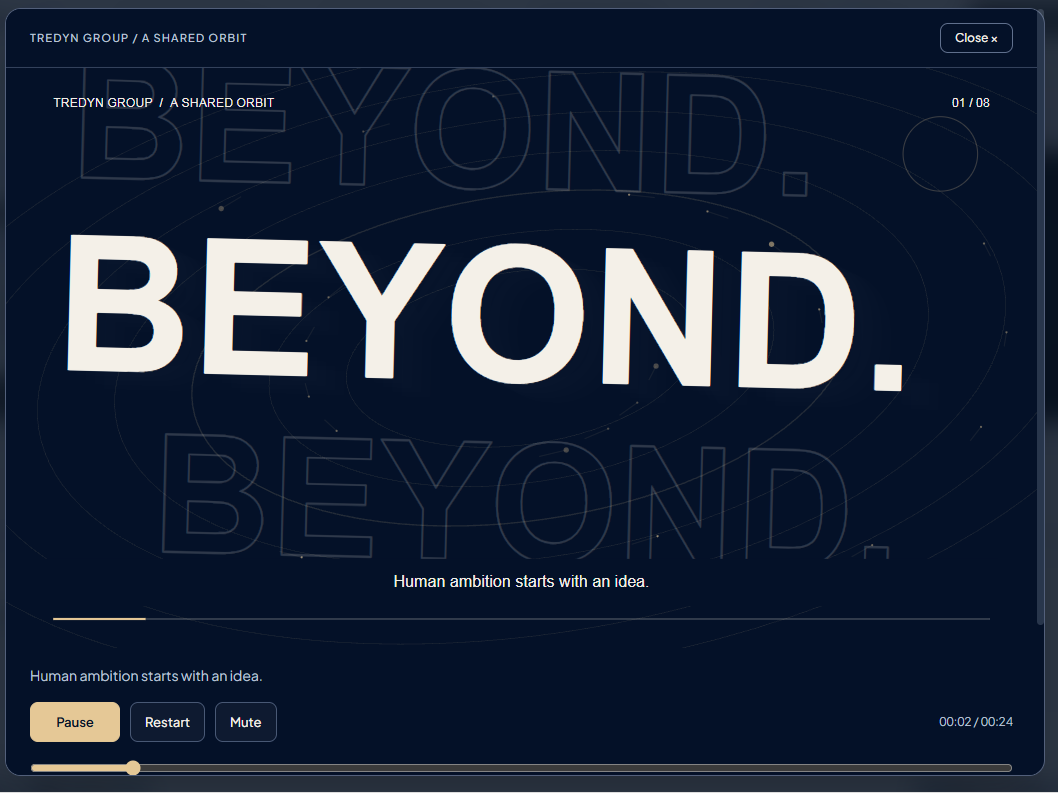 TREDYN GROUP / A SHARED ORBIT
Close ×
BEYOND.
TREDYN GROUP / A SHARED ORBIT
01 / 08
BEYOND.
BEYOND.
Human ambition starts with an idea.
Human ambition starts with an idea.
Pause
Restart
Mute
00:02 / 00:24